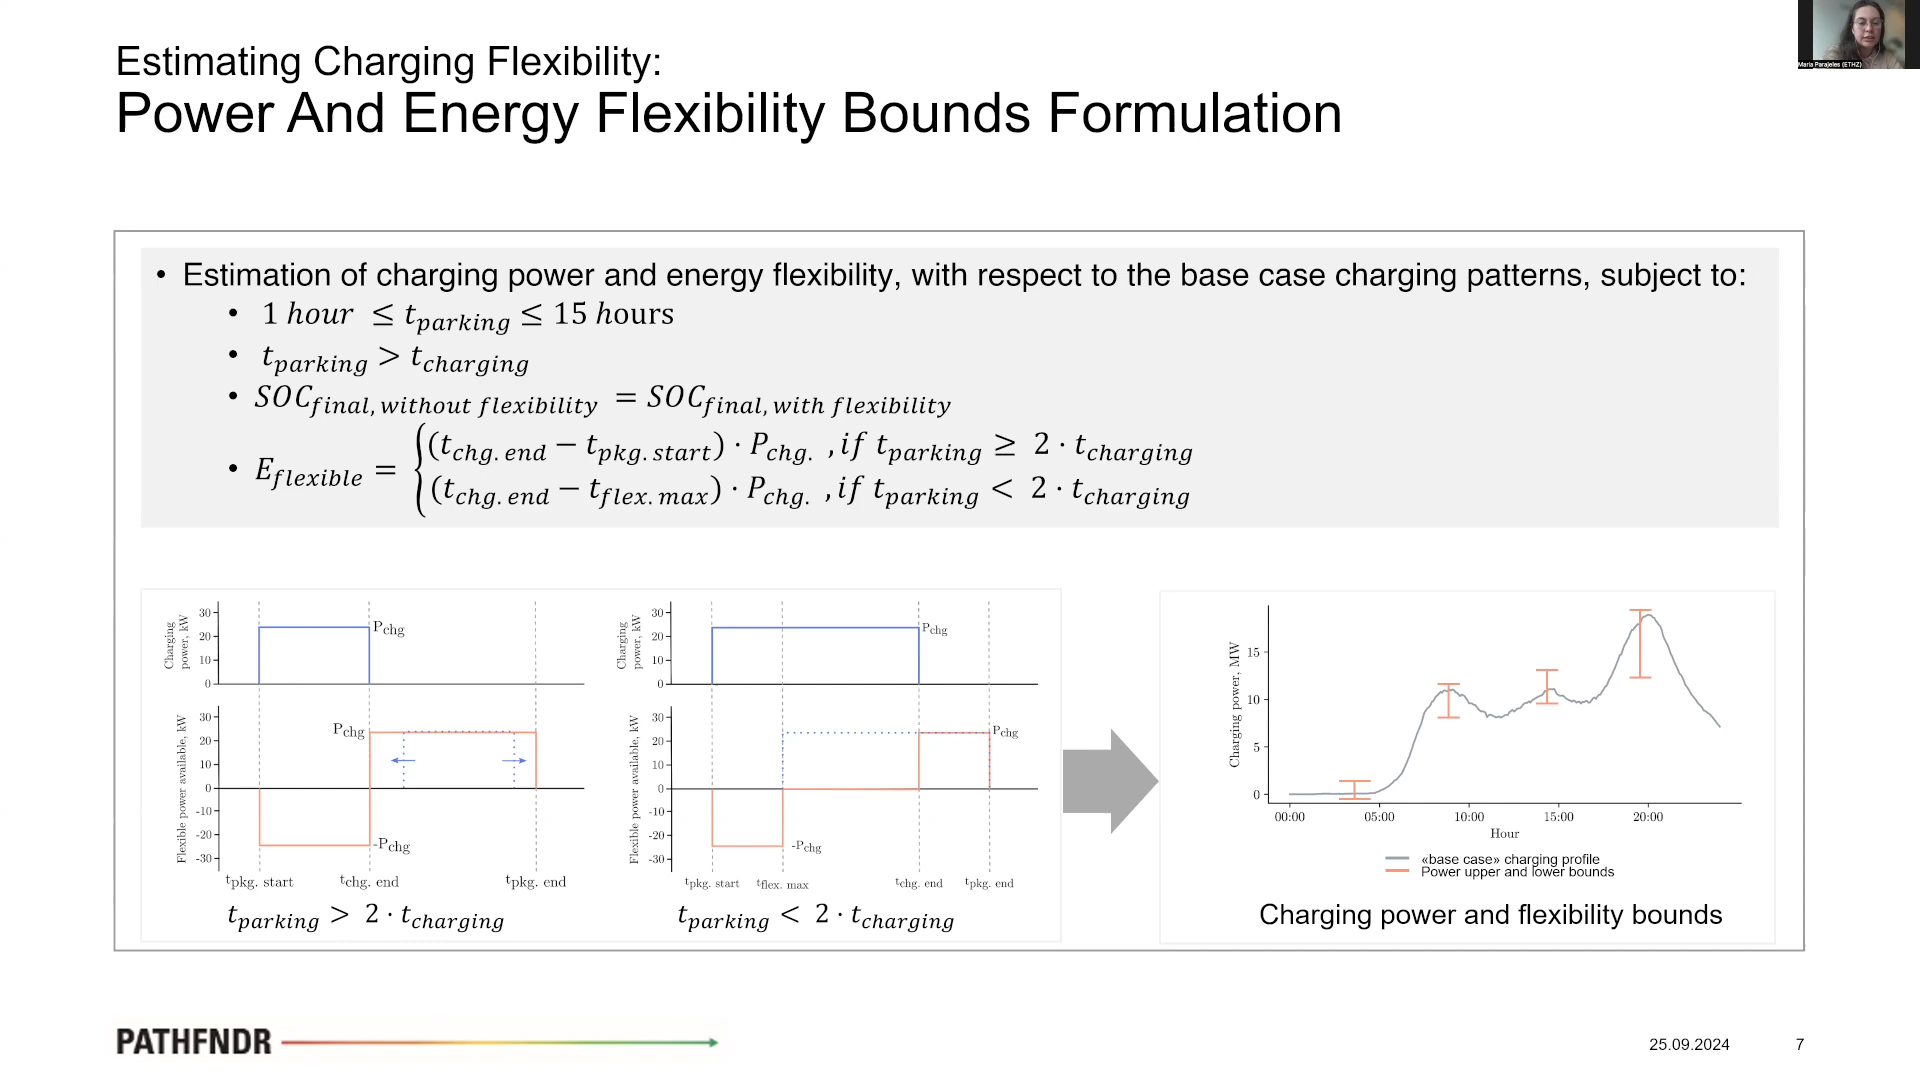 Maria Parajeles (ETHZ)
Estimating Charging Flexibility:
Power And Energy Flexibility Bounds Formulation
• Estimation of charging power and energy flexibility, with respect to the base case charging patterns, subject to:
• 1 hour ≤ t_parking ≤ 15 hours
• t_parking > t_charging
• SOC_final, without flexibility = SOC_final, with flexibility
• E_flexible = { (t_chg. end − t_pkg. start) · P_chg. , if t_parking ≥ 2 · t_charging
(t_chg. end − t_flex. max) · P_chg. , if t_parking < 2 · t_charging
Charging power, kW
30
20
10
0
P_chg
Flexible power available, kW
30
20
10
0
-10
-20
-30
P_chg
-P_chg
t_pkg. start t_chg. end t_pkg. end
t_parking > 2 · t_charging
Charging power, kW
30
20
10
0
P_chg
Flexible power available, kW
30
20
10
0
-10
-20
-30
P_chg
-P_chg
t_pkg. start t_flex. max t_chg. end t_pkg. end
t_parking < 2 · t_charging
Charging power, MW
15
10
5
0
00:00 05:00 10:00 15:00 20:00
Hour
«base case» charging profile
Power upper and lower bounds
Charging power and flexibility bounds
PATHFNDR
25.09.2024 7